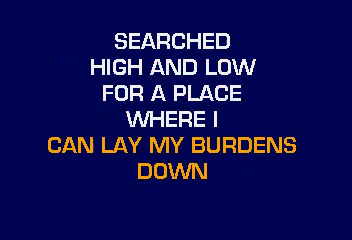 SEARCHED
HIGH AND LOW
FOR A PLACE
WHERE I
CAN LAY MY BURDENS
DOWN